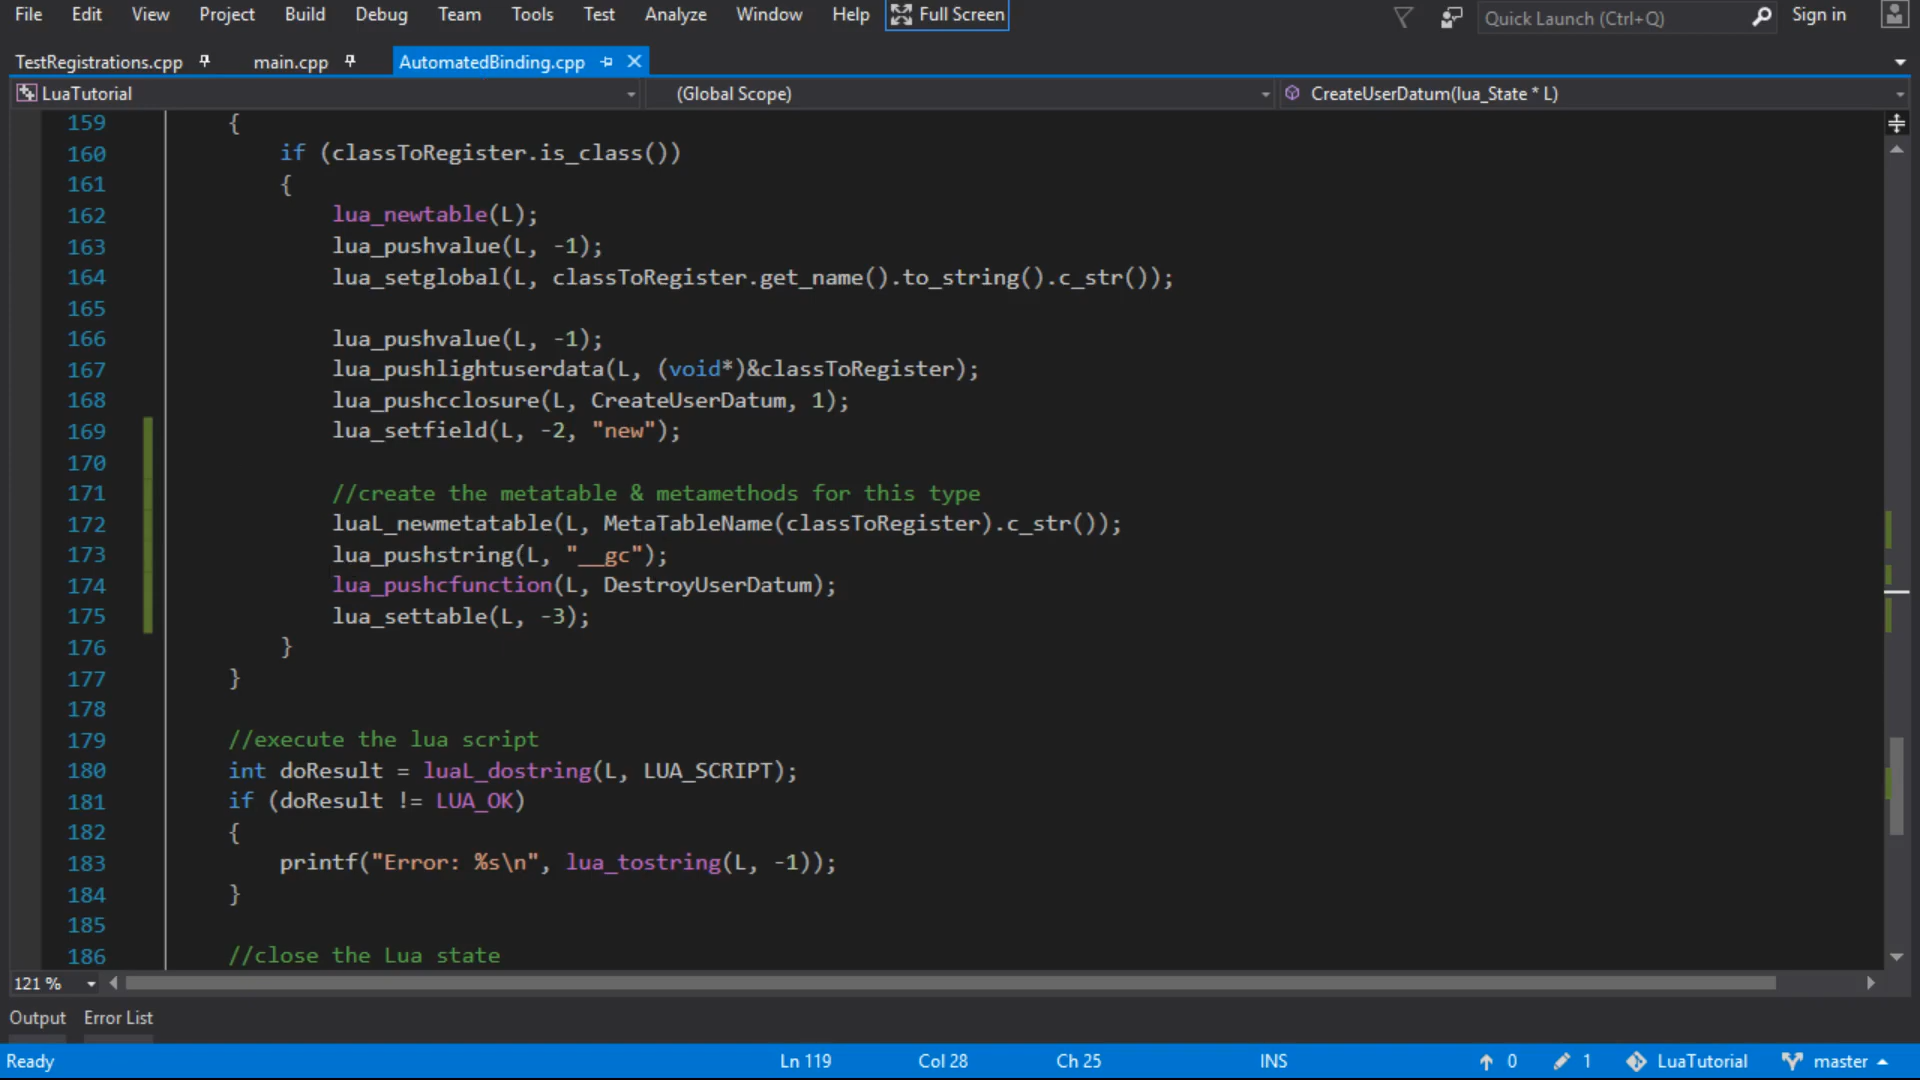 File Edit View Project Build Debug Team Tools Test Analyze Window Help Full Screen Quick Launch (Ctrl+Q) Sign in
TestRegistrations.cpp main.cpp AutomatedBinding.cpp
LuaTutorial (Global Scope) CreateUserDatum(lua_State * L)
159 {
160 if (classToRegister.is_class())
161 {
162 lua_newtable(L);
163 lua_pushvalue(L, -1);
164 lua_setglobal(L, classToRegister.get_name().to_string().c_str());
165
166 lua_pushvalue(L, -1);
167 lua_pushlightuserdata(L, (void*)&classToRegister);
168 lua_pushcclosure(L, CreateUserDatum, 1);
169 lua_setfield(L, -2, "new");
170
171 //create the metatable & metamethods for this type
172 luaL_newmetatable(L, MetaTableName(classToRegister).c_str());
173 lua_pushstring(L, "__gc");
174 lua_pushcfunction(L, DestroyUserDatum);
175 lua_settable(L, -3);
176 }
177 }
178
179 //execute the lua script
180 int doResult = luaL_dostring(L, LUA_SCRIPT);
181 if (doResult != LUA_OK)
182 {
183 printf("Error: %s\n", lua_tostring(L, -1));
184 }
185
186 //close the Lua state
121 %
Output Error List
Ready Ln 119 Col 28 Ch 25 INS 0 1 LuaTutorial master